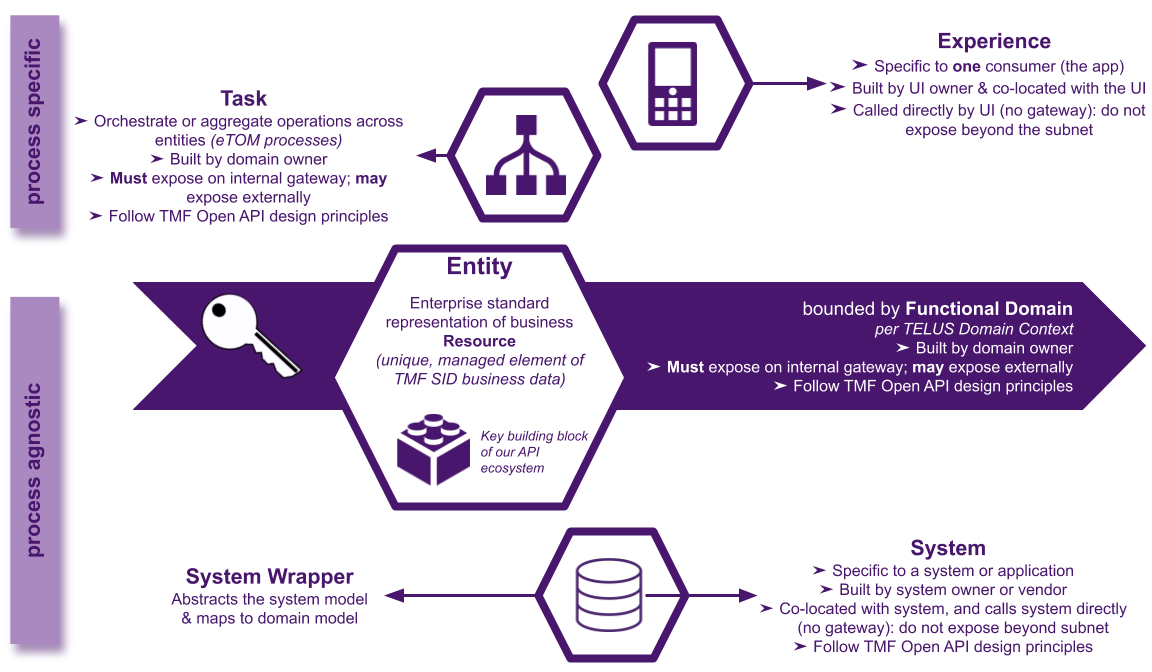 process specific
Experience
➢ Specific to one consumer (the app)
➢ Built by UI owner & co-located with the UI
➢ Called directly by UI (no gateway): do not
expose beyond the subnet
Task
➢ Orchestrate or aggregate operations across
entities (eTOM processes)
➢ Built by domain owner
➢ Must expose on internal gateway; may
expose externally
➢ Follow TMF Open API design principles
process agnostic
Entity
Enterprise standard
representation of business
Resource
(unique, managed element of
TMF SID business data)
Key building block
of our API
ecosystem
bounded by Functional Domain
per TELUS Domain Context
➢ Built by domain owner
➢ Must expose on internal gateway; may expose externally
➢ Follow TMF Open API design principles
System Wrapper
Abstracts the system model
& maps to domain model
System
➢ Specific to a system or application
➢ Built by system owner or vendor
➢ Co-located with system, and calls system directly
(no gateway): do not expose beyond subnet
➢ Follow TMF Open API design principles